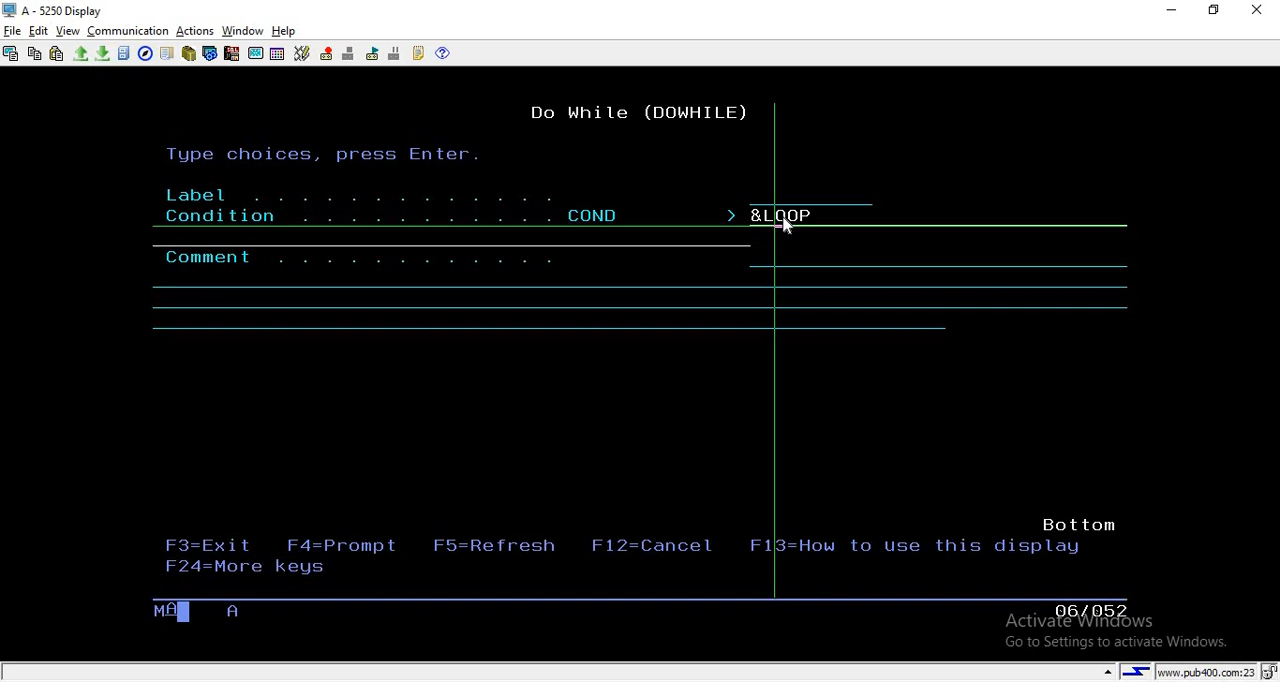 A - 5250 Display
File Edit View Communication Actions Window Help
Do While (DOWHILE)
Type choices, press Enter.
Label . . . . . . . . . . . . .
Condition . . . . . . . . . . . COND > &LOOP
Comment . . . . . . . . . . . .
Bottom
F3=Exit F4=Prompt F5=Refresh F12=Cancel F13=How to use this display
F24=More keys
MA A 06/052
Activate Windows
Go to Settings to activate Windows.
www.pub400.com:23